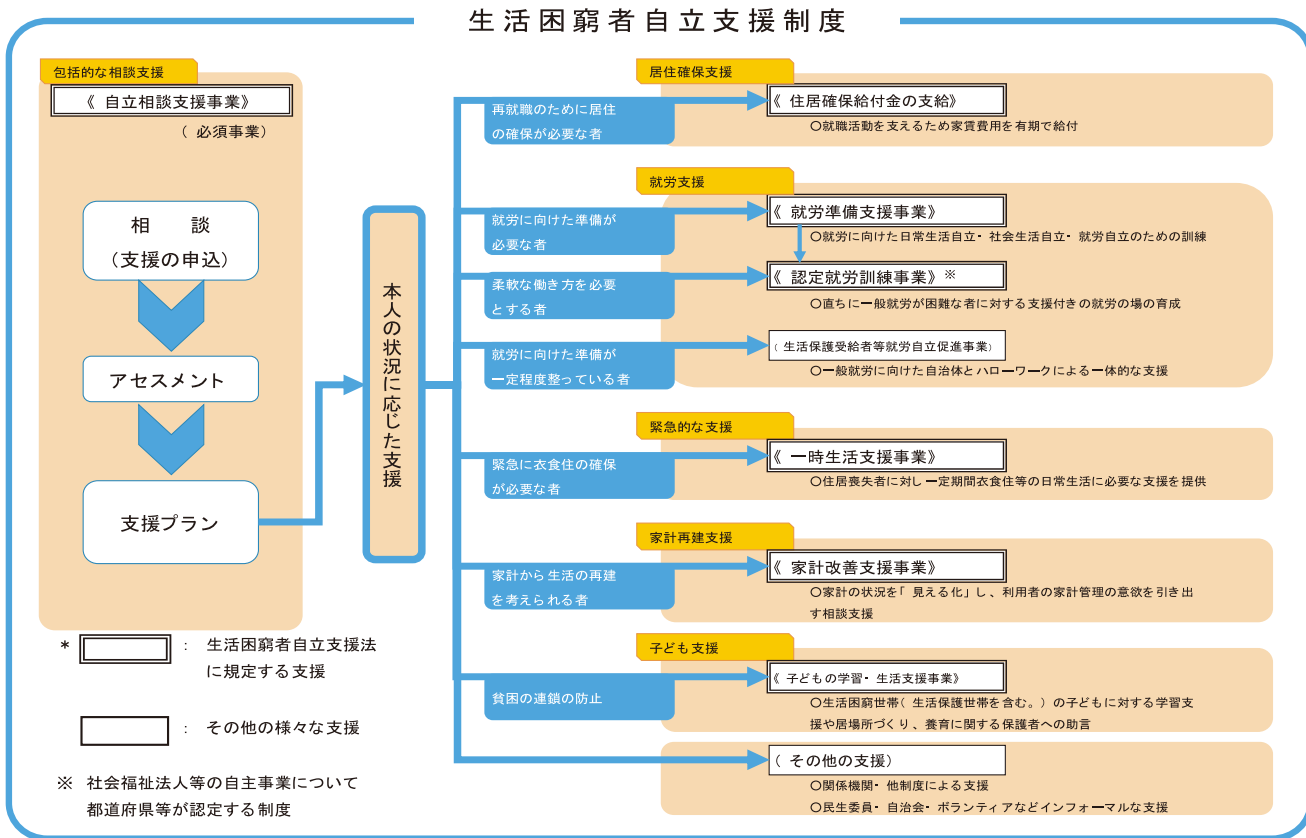 生活困窮者自立支援制度
包括的な相談支援
《 自立相談支援事業》
( 必須事業)
相　談
(支援の申込)
アセスメント
支援プラン
* ： 生活困窮者自立支援法
に規定する支援
： その他の様々な支援
※ 社会福祉法人等の自主事業について
都道府県等が認定する制度
本人の状況に応じた支援
居住確保支援
再就職のために居住
の確保が必要な者
《 住居確保給付金の支給》
○就職活動を支えるため家賃費用を有期で給付
就労支援
就労に向けた準備が
必要な者
《 就労準備支援事業》
○就労に向けた日常生活自立・社会生活自立・就労自立のための訓練
柔軟な働き方を必要
とする者
《 認定就労訓練事業》※
○直ちに一般就労が困難な者に対する支援付きの就労の場の育成
就労に向けた準備が
一定程度整っている者
( 生活保護受給者等就労自立促進事業)
○一般就労に向けた自治体とハローワークによる一体的な支援
緊急的な支援
緊急に衣食住の確保
が必要な者
《 一時生活支援事業》
○住居喪失者に対し一定期間衣食住等の日常生活に必要な支援を提供
家計再建支援
家計から生活の再建
を考えられる者
《 家計改善支援事業》
○家計の状況を「見える化」し、利用者の家計管理の意欲を引き出
す相談支援
子ども支援
貧困の連鎖の防止
《 子どもの学習・生活支援事業》
○生活困窮世帯( 生活保護世帯を含む。) の子どもに対する学習支
援や居場所づくり、養育に関する保護者への助言
( その他の支援)
○関係機関・他制度による支援
○民生委員・自治会・ボランティアなどインフォーマルな支援